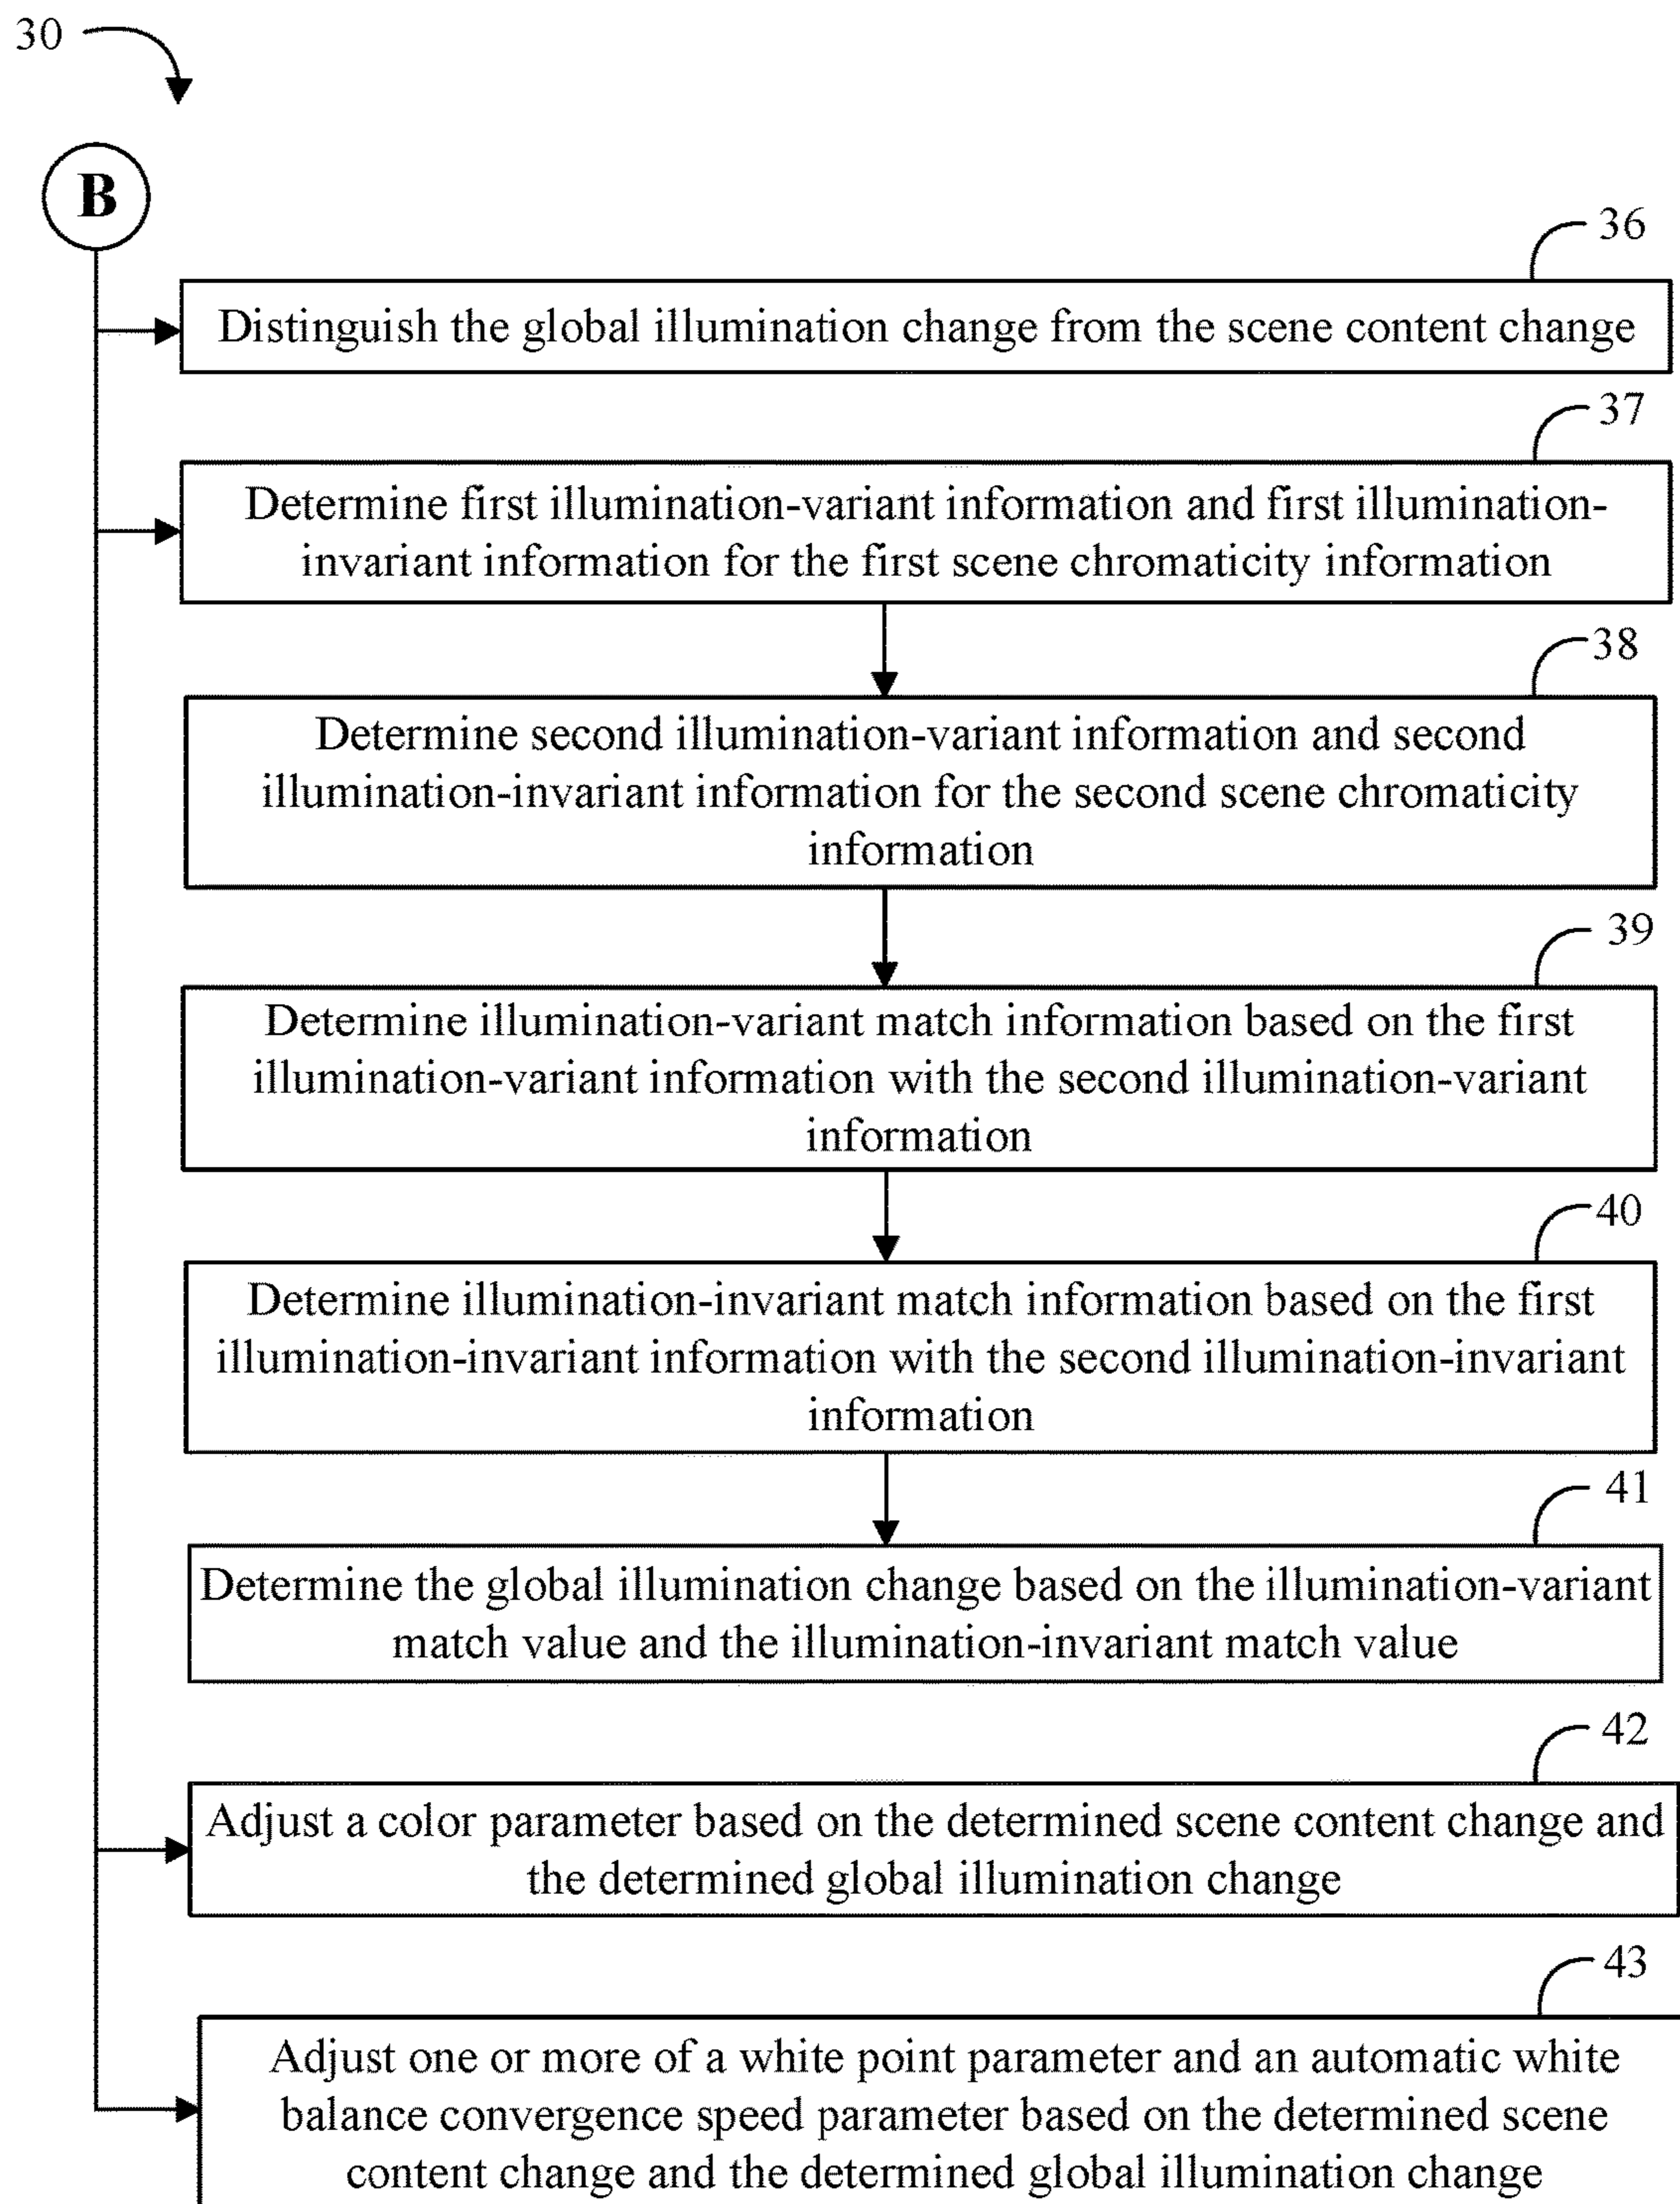 30
B
36
Distinguish the global illumination change from the scene content change
37
Determine first illumination-variant information and first illumination-
invariant information for the first scene chromaticity information
38
Determine second illumination-variant information and second
illumination-invariant information for the second scene chromaticity
information
39
Determine illumination-variant match information based on the first
illumination-variant information with the second illumination-variant
information
40
Determine illumination-invariant match information based on the first
illumination-invariant information with the second illumination-invariant
information
41
Determine the global illumination change based on the illumination-variant
match value and the illumination-invariant match value
42
Adjust a color parameter based on the determined scene content change and
the determined global illumination change
43
Adjust one or more of a white point parameter and an automatic white
balance convergence speed parameter based on the determined scene
content change and the determined global illumination change